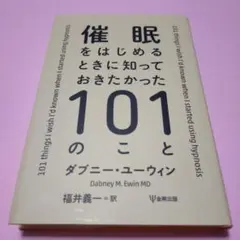 催眠
をはじめる
ときに知って
おきたかった
101
のこと
ダブニー・ユーウィン
Dabney M. Ewin MD
福井義一=訳
金剛出版
101 things I wish I'd known when I started using hypnosis
101 things I wish I'd known when I started using hypnosis